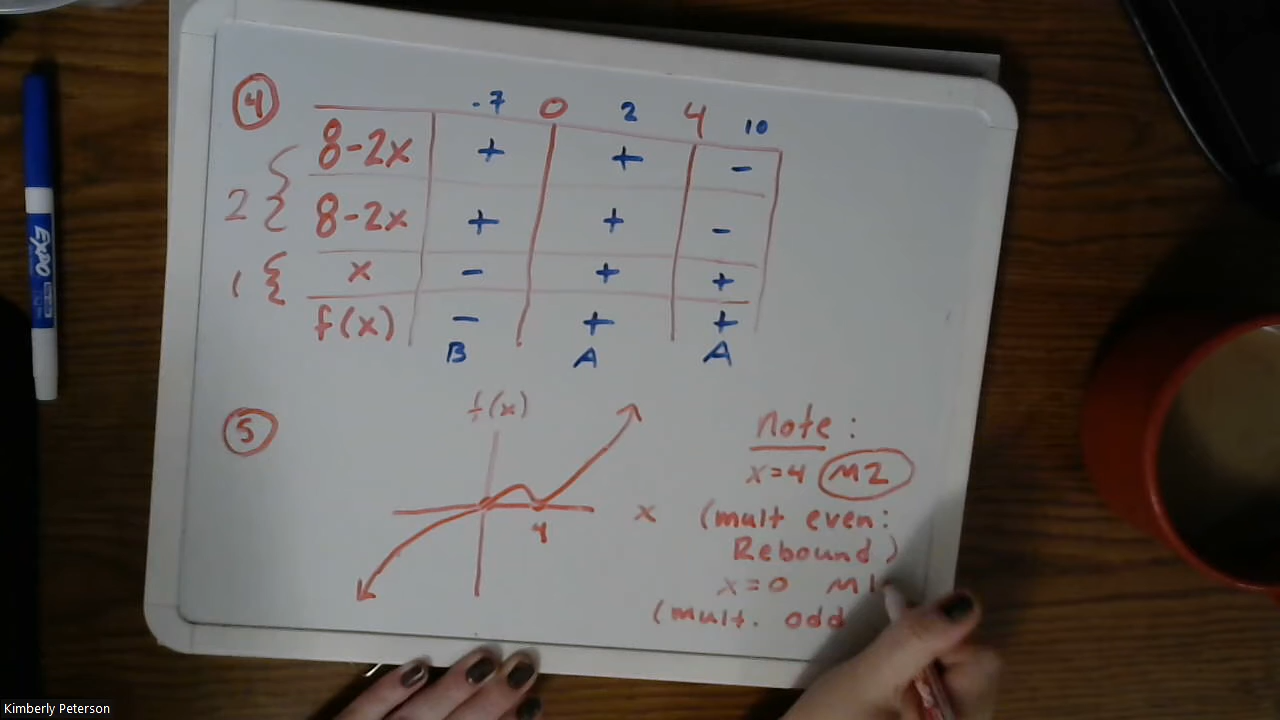 ④ -7 0 2 4 10
2 { 8-2x + + -
8-2x + + -
1 { x - + +
f(x) - + +
B A A
⑤ f(x)
x
4
note:
x=4 M2
(mult even:
Rebound)
x=0 M1
(mult. odd
EXPO
Kimberly Peterson